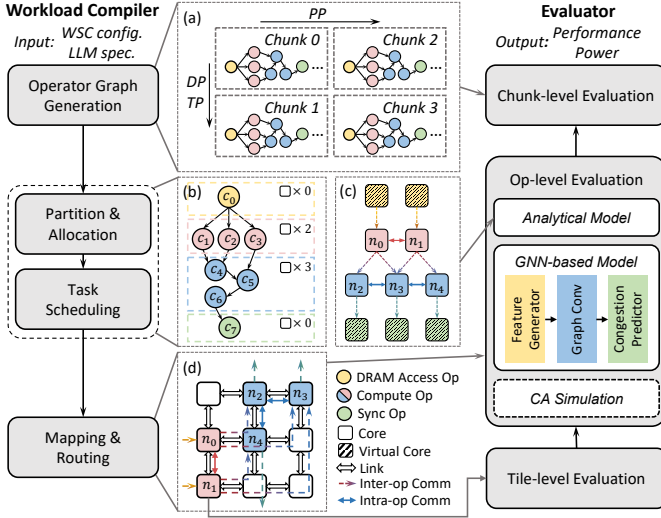 Workload Compiler
Input: WSC config.
LLM spec.
Operator Graph
Generation
Partition &
Allocation
Task
Scheduling
Mapping &
Routing
(a)
PP
DP
TP
Chunk 0
Chunk 2
Chunk 1
Chunk 3
(b)
c0
c1
c2
c3
c4
c5
c6
c7
× 0
× 2
× 3
× 0
(c)
n0
n1
n2
n3
n4
(d)
n2
n3
n0
n4
n1
DRAM Access Op
Compute Op
Sync Op
Core
Virtual Core
Link
Inter-op Comm
Intra-op Comm
Evaluator
Output: Performance
Power
Chunk-level Evaluation
Op-level Evaluation
Analytical Model
GNN-based Model
Feature
Generator
Graph Conv
Congestion
Predictor
CA Simulation
Tile-level Evaluation